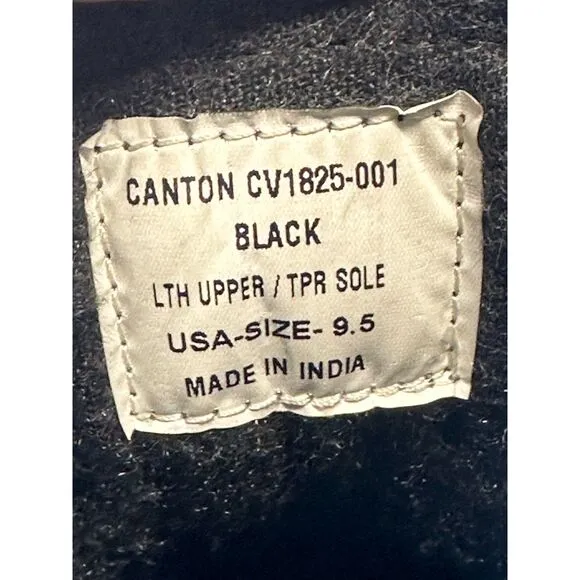 CANTON CV1825-001
BLACK
LTH UPPER / TPR SOLE
USA-SIZE- 9.5
MADE IN INDIA